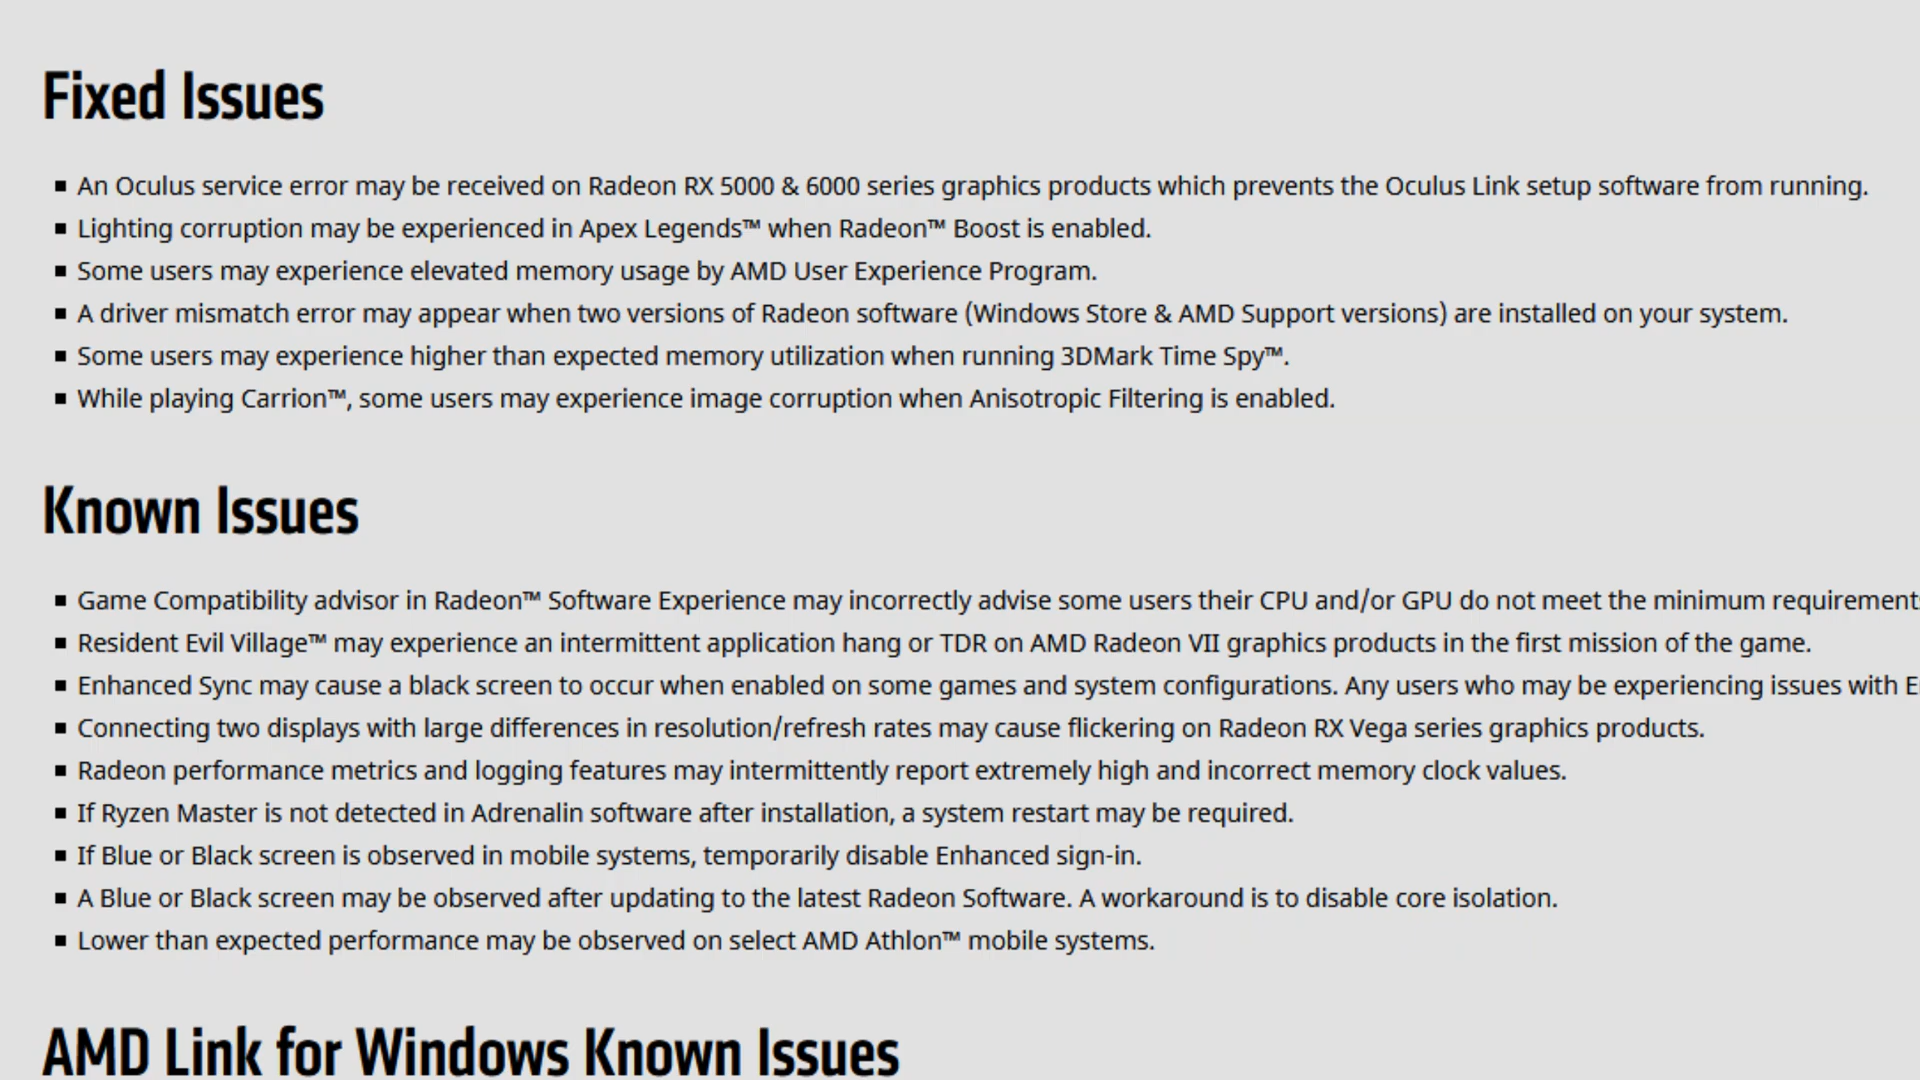 Fixed Issues
An Oculus service error may be received on Radeon RX 5000 & 6000 series graphics products which prevents the Oculus Link setup software from running.
Lighting corruption may be experienced in Apex Legends™ when Radeon™ Boost is enabled.
Some users may experience elevated memory usage by AMD User Experience Program.
A driver mismatch error may appear when two versions of Radeon software (Windows Store & AMD Support versions) are installed on your system.
Some users may experience higher than expected memory utilization when running 3DMark Time Spy™.
While playing Carrion™, some users may experience image corruption when Anisotropic Filtering is enabled.
Known Issues
Game Compatibility advisor in Radeon™ Software Experience may incorrectly advise some users their CPU and/or GPU do not meet the minimum requirements
Resident Evil Village™ may experience an intermittent application hang or TDR on AMD Radeon VII graphics products in the first mission of the game.
Enhanced Sync may cause a black screen to occur when enabled on some games and system configurations. Any users who may be experiencing issues with
Connecting two displays with large differences in resolution/refresh rates may cause flickering on Radeon RX Vega series graphics products.
Radeon performance metrics and logging features may intermittently report extremely high and incorrect memory clock values.
If Ryzen Master is not detected in Adrenalin software after installation, a system restart may be required.
If Blue or Black screen is observed in mobile systems, temporarily disable Enhanced sign-in.
A Blue or Black screen may be observed after updating to the latest Radeon Software. A workaround is to disable core isolation.
Lower than expected performance may be observed on select AMD Athlon™ mobile systems.
AMD Link for Windows Known Issues